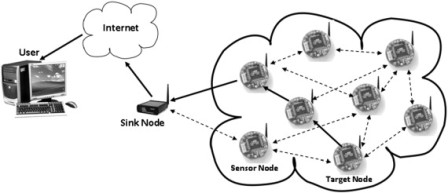 Internet
User
Sink Node
Sensor Node
Target Node